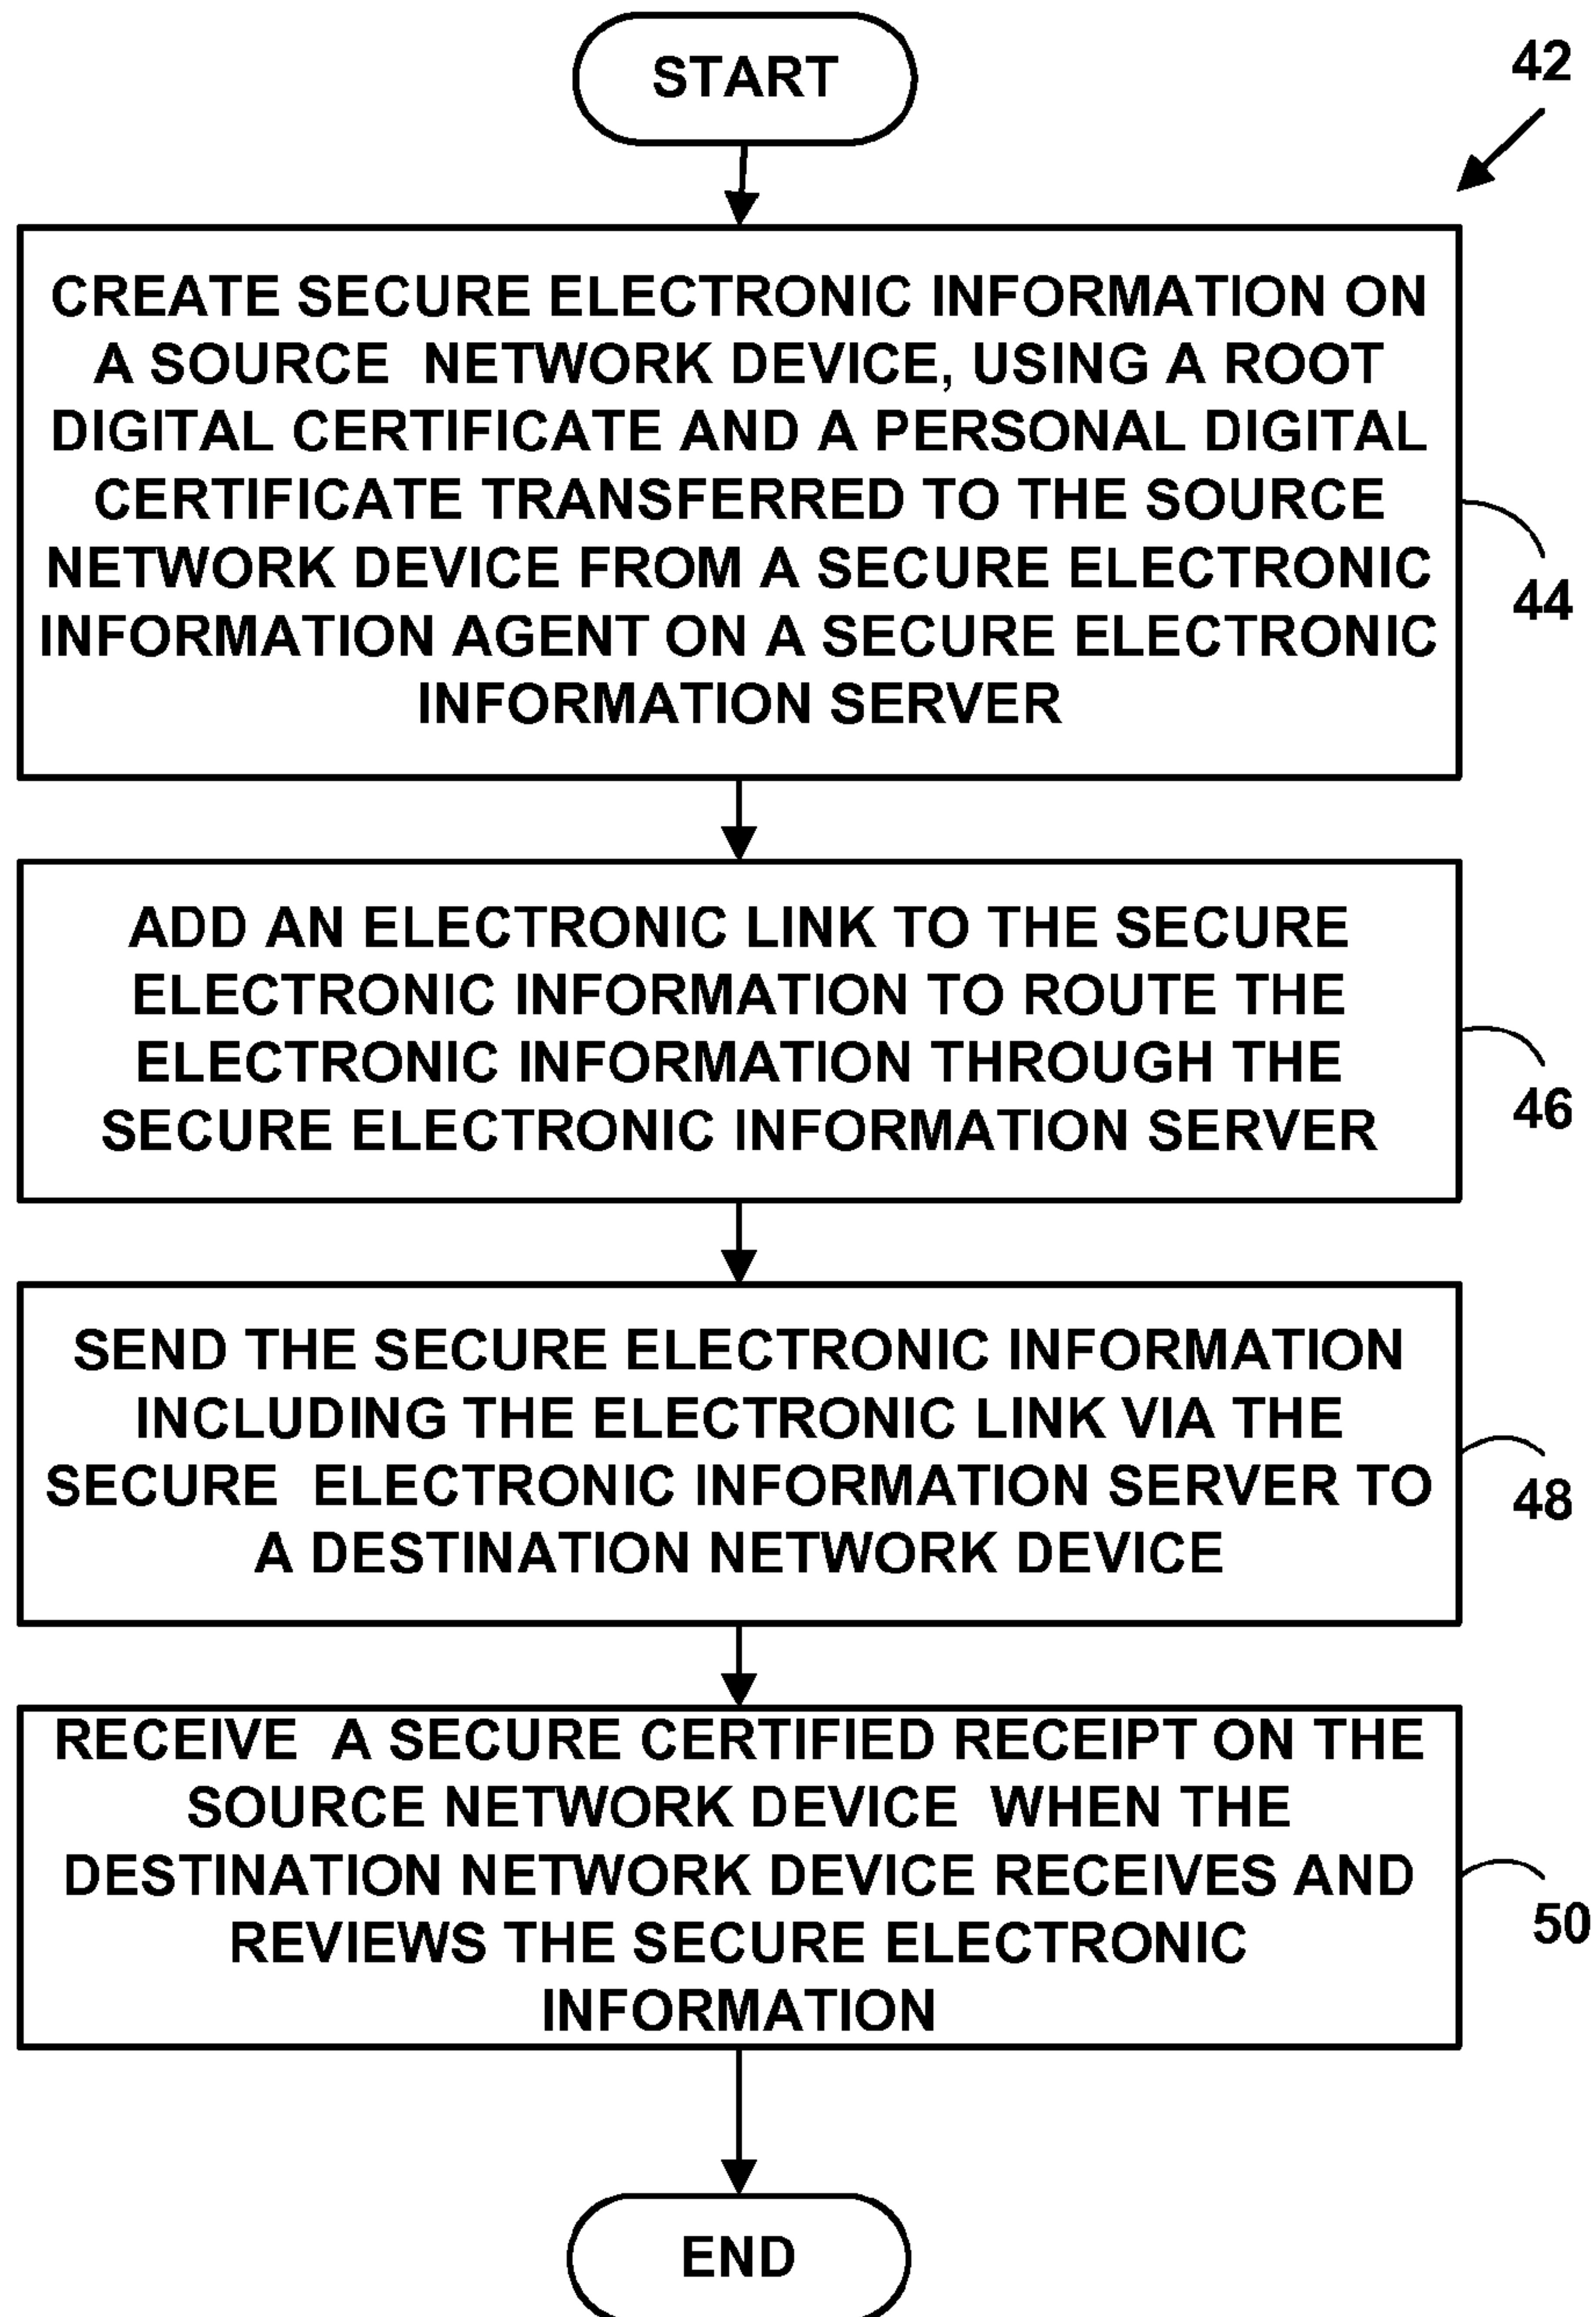 START
42
CREATE SECURE ELECTRONIC INFORMATION ON
A SOURCE NETWORK DEVICE, USING A ROOT
DIGITAL CERTIFICATE AND A PERSONAL DIGITAL
CERTIFICATE TRANSFERRED TO THE SOURCE
NETWORK DEVICE FROM A SECURE ELECTRONIC
INFORMATION AGENT ON A SECURE ELECTRONIC
INFORMATION SERVER
44
ADD AN ELECTRONIC LINK TO THE SECURE
ELECTRONIC INFORMATION TO ROUTE THE
ELECTRONIC INFORMATION THROUGH THE
SECURE ELECTRONIC INFORMATION SERVER
46
SEND THE SECURE ELECTRONIC INFORMATION
INCLUDING THE ELECTRONIC LINK VIA THE
SECURE ELECTRONIC INFORMATION SERVER TO
A DESTINATION NETWORK DEVICE
48
RECEIVE A SECURE CERTIFIED RECEIPT ON THE
SOURCE NETWORK DEVICE WHEN THE
DESTINATION NETWORK DEVICE RECEIVES AND
REVIEWS THE SECURE ELECTRONIC
INFORMATION
50
END